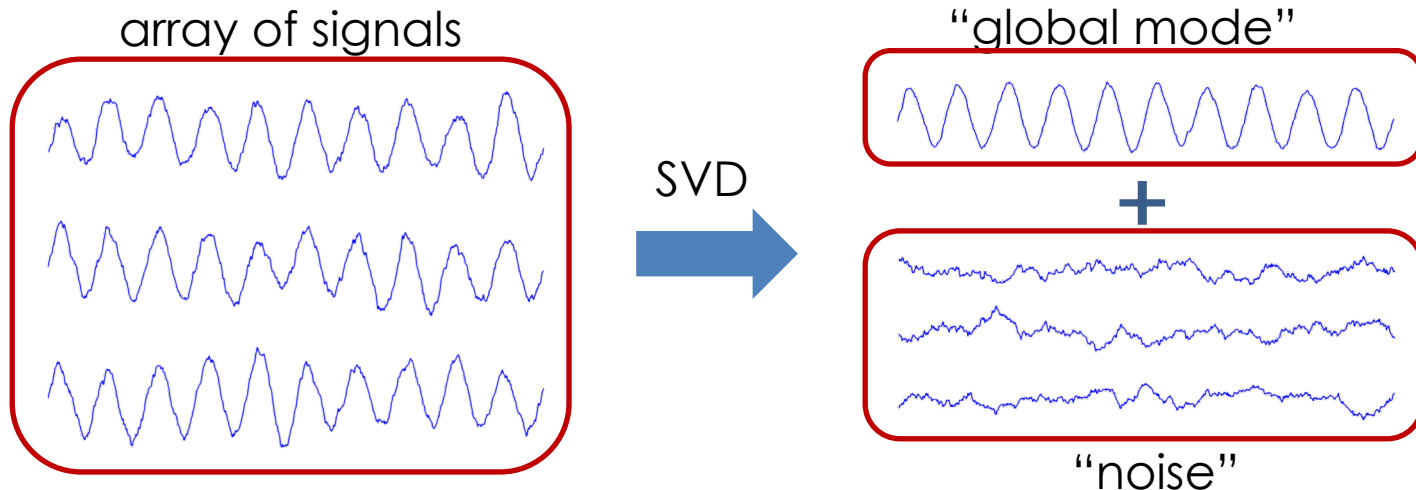 array of signals
SVD
“global mode”
+
“noise”